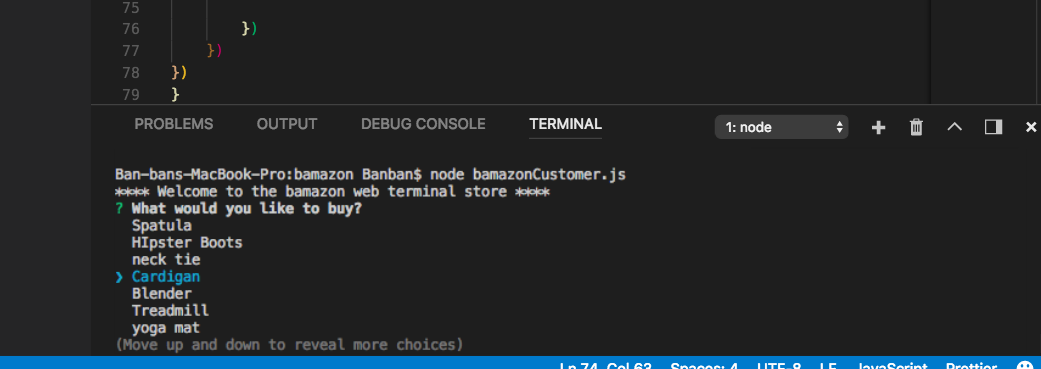 75
76 })
77 })
78 })
79 }
PROBLEMS OUTPUT DEBUG CONSOLE TERMINAL 1: node
Ban-bans-MacBook-Pro:bamazon Banban$ node bamazonCustomer.js
**** Welcome to the bamazon web terminal store ****
? What would you like to buy?
Spatula
HIpster Boots
neck tie
❯ Cardigan
Blender
Treadmill
yoga mat
(Move up and down to reveal more choices)
Ln 74, Col 63 Spaces: 4 UTF-8 LF JavaScript Prettier